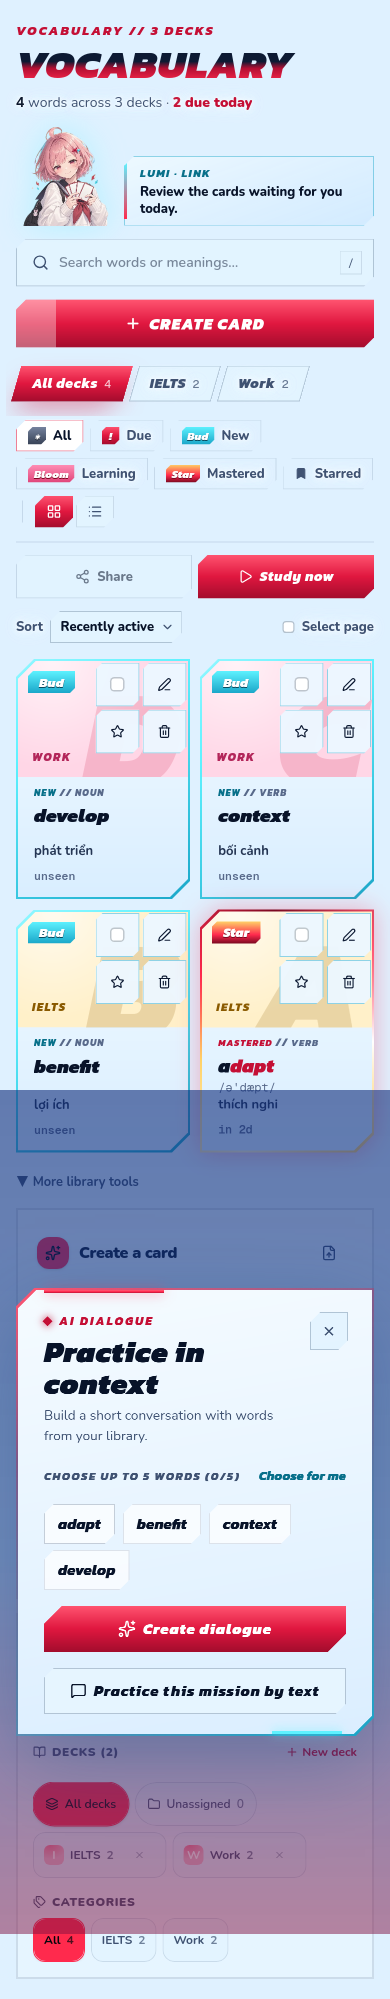 VOCABULARY // 3 DECKS
VOCABULARY
4 words across 3 decks · 2 due today
LUMI · LINK
Review the cards waiting for you
today.
Search words or meanings... /
+ CREATE CARD
All decks 4 IELTS 2 Work 2
All ! Due Bud New
Bloom Learning Star Mastered Starred
Share Study now
Sort Recently active Select page
Bud Bud
WORK WORK
NEW // NOUN NEW // VERB
develop context
phát triển bối cảnh
unseen unseen
Bud Star
IELTS IELTS
NEW // NOUN MASTERED // VERB
benefit adapt
/əˈdæpt/
lợi ích thích nghi
unseen in 2d
▼ More library tools
Create a card
AI DIALOGUE
Practice in
context
Build a short conversation with words
from your library.
CHOOSE UP TO 5 WORDS (0/5) Choose for me
adapt benefit context
develop
Create dialogue
Practice this mission by text
DECKS (2) + New deck
All decks Unassigned 0
I IELTS 2 × W Work 2 ×
CATEGORIES
All 4 IELTS 2 Work 2